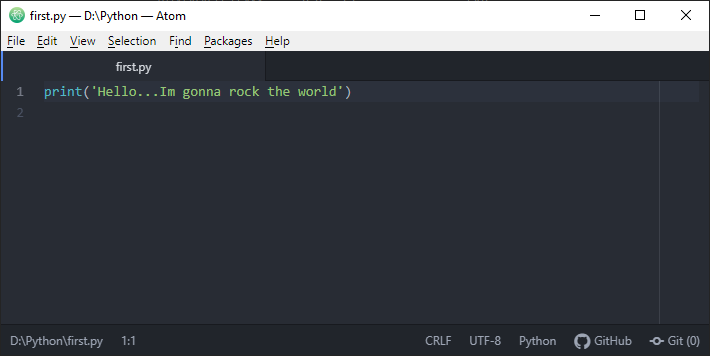 first.py — D:\Python — Atom
File Edit View Selection Find Packages Help
first.py
1 print('Hello...Im gonna rock the world')
2
D:\Python\first.py 1:1 CRLF UTF-8 Python GitHub Git (0)